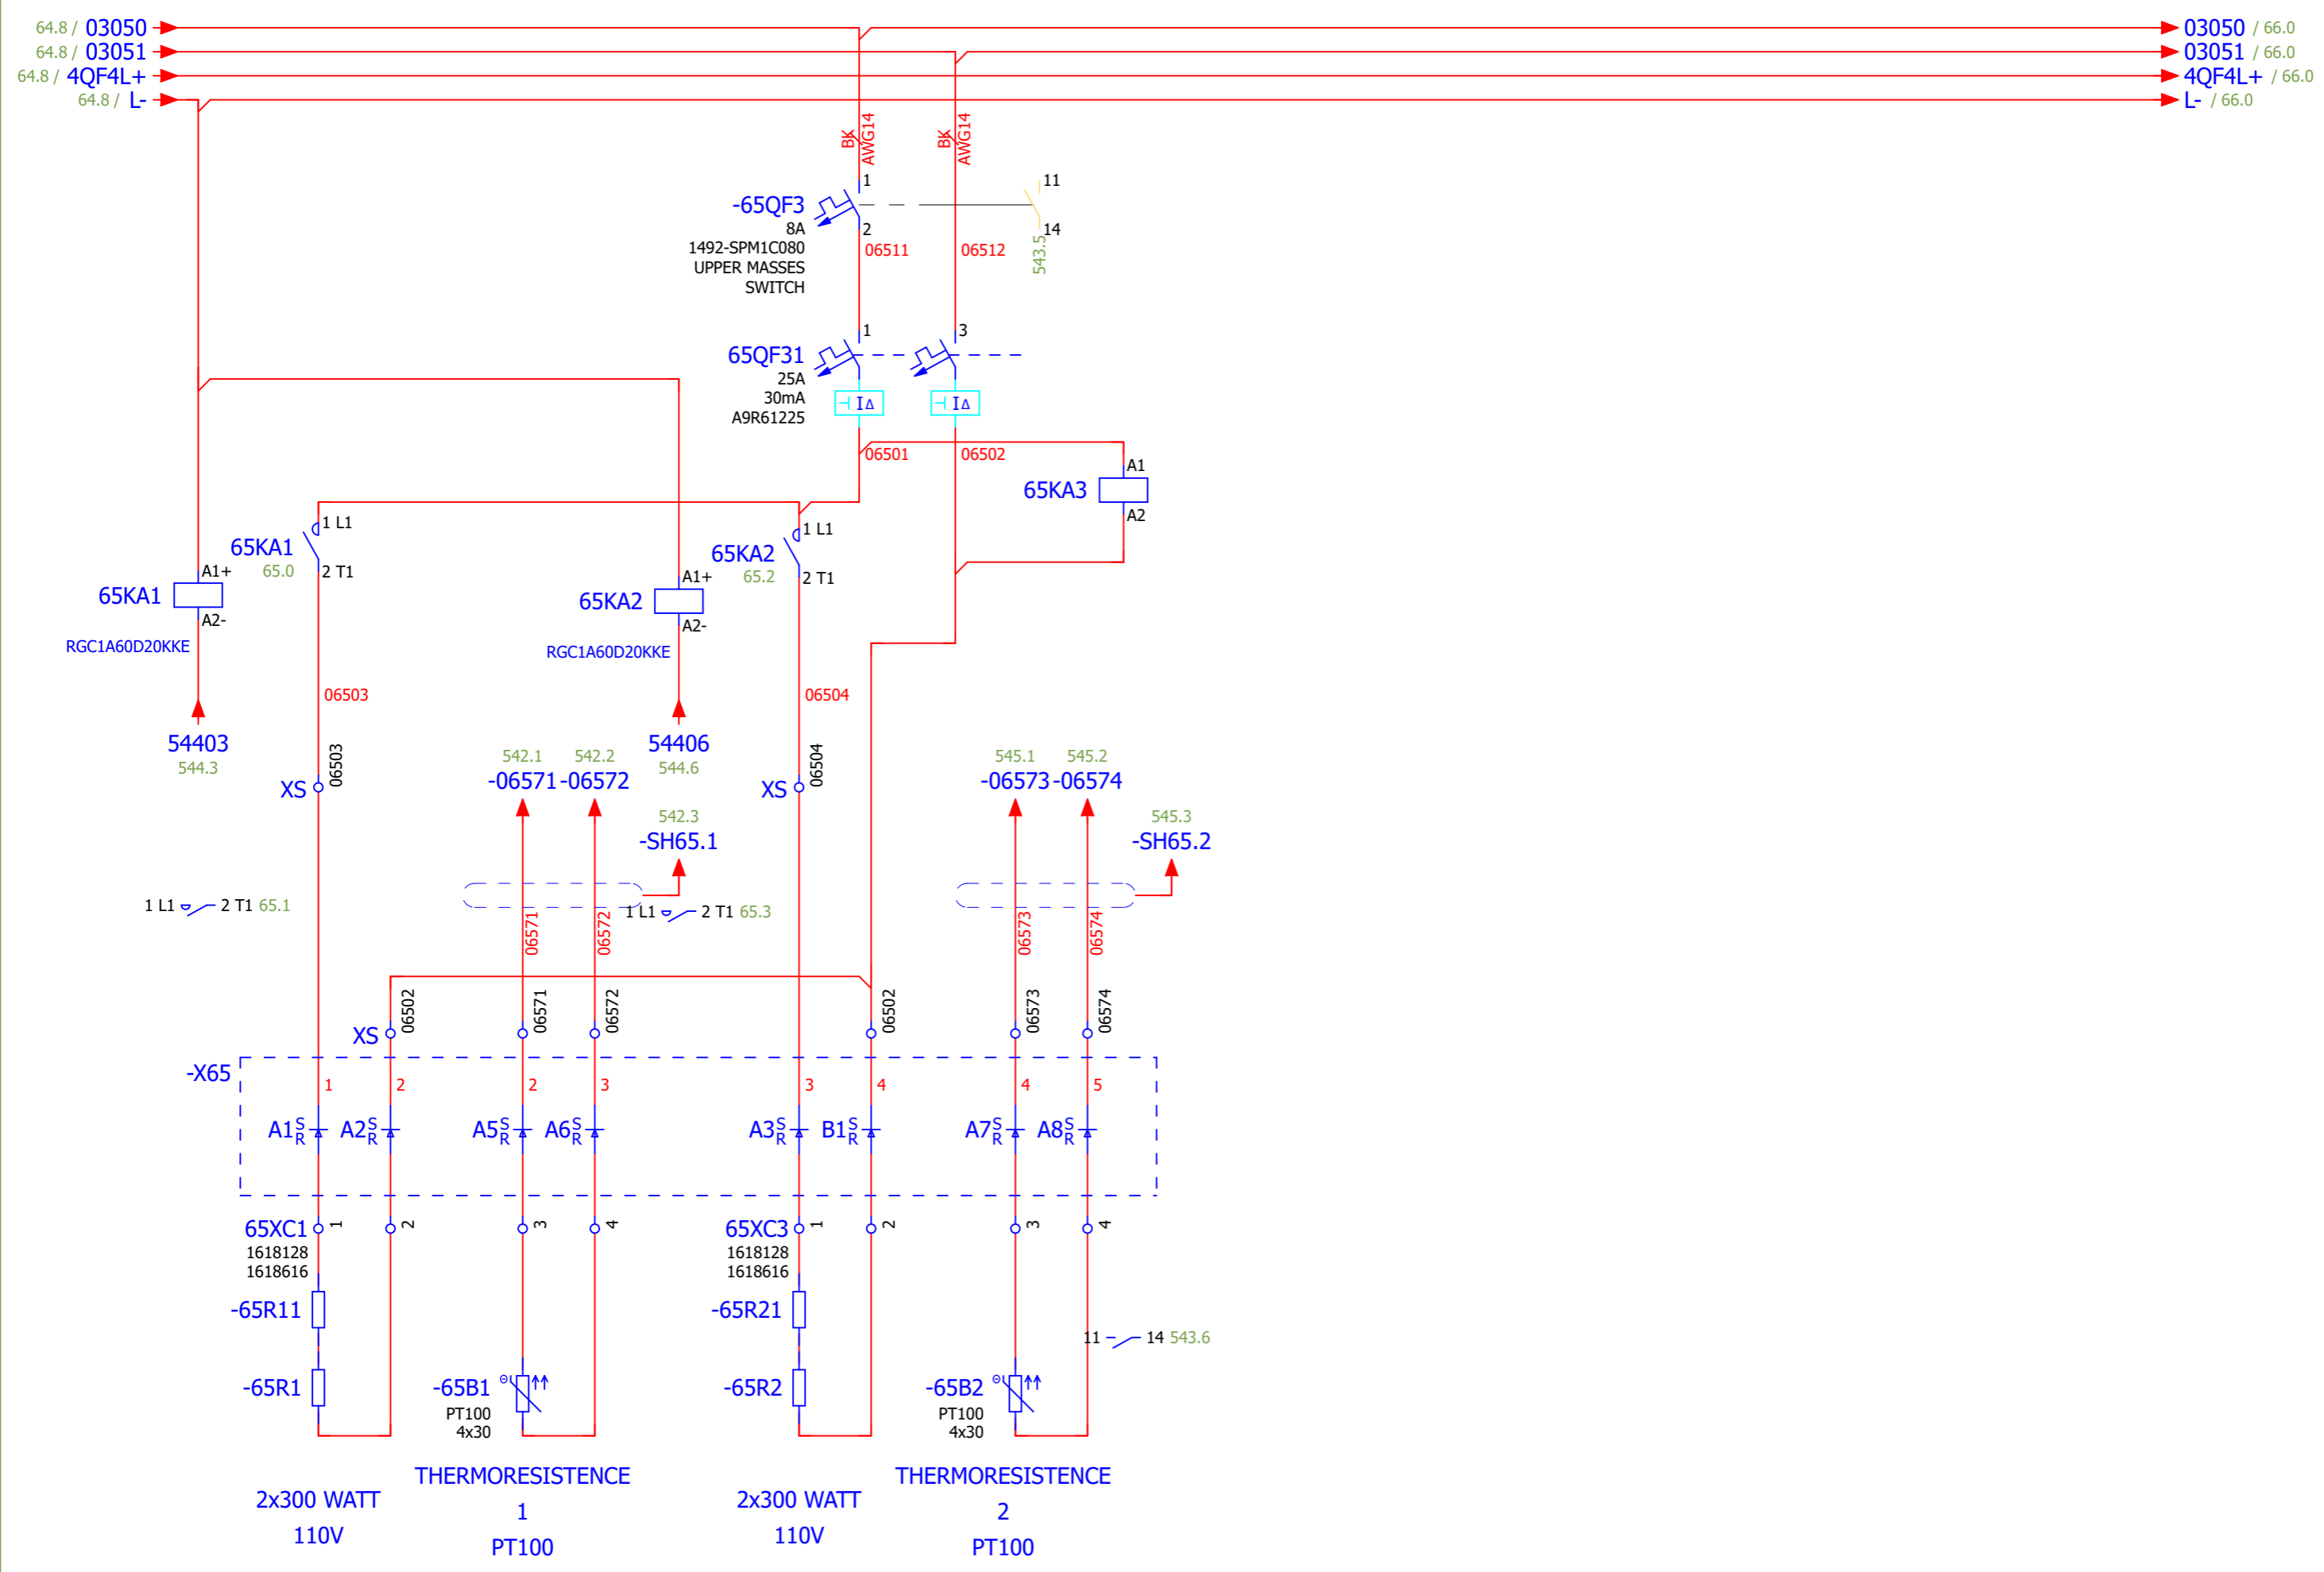 64.8 / 03050
03050 / 66.0
64.8 / 03051
03051 / 66.0
64.8 / 4QF4L+
4QF4L+ / 66.0
64.8 / L-
L- / 66.0
BK
AWG14
BK
AWG14
-65QF3
8A
1492-SPM1C080
UPPER MASSES
SWITCH
1
2
11
14
543.5
06511
06512
65QF31
25A
30mA
A9R61225
1
3
I∆
I∆
06501
06502
65KA3
A1
A2
65KA1
65.0
1 L1
2 T1
65KA2
65.2
1 L1
2 T1
65KA1
A1+
A2-
RGC1A60D20KKE
65KA2
A1+
A2-
RGC1A60D20KKE
06503
06504
54403
544.3
54406
544.6
XS
06503
XS
06504
542.1
-06571
542.2
-06572
542.3
-SH65.1
545.1
-06573
545.2
-06574
545.3
-SH65.2
1 L1 2 T1 65.1
1 L1 2 T1 65.3
06571
06572
06573
06574
XS
06502
06571
06572
06502
06573
06574
-X65
1
2
2
3
3
4
4
5
A1 S R
A2 S R
A5 S R
A6 S R
A3 S R
B1 S R
A7 S R
A8 S R
65XC1
1
2
3
4
1618128
1618616
65XC3
1
2
3
4
1618128
1618616
-65R11
-65R21
11 14 543.6
-65R1
-65B1
PT100
4x30
-65R2
-65B2
PT100
4x30
Θ
Θ
2x300 WATT
110V
THERMORESISTENCE
1
PT100
2x300 WATT
110V
THERMORESISTENCE
2
PT100